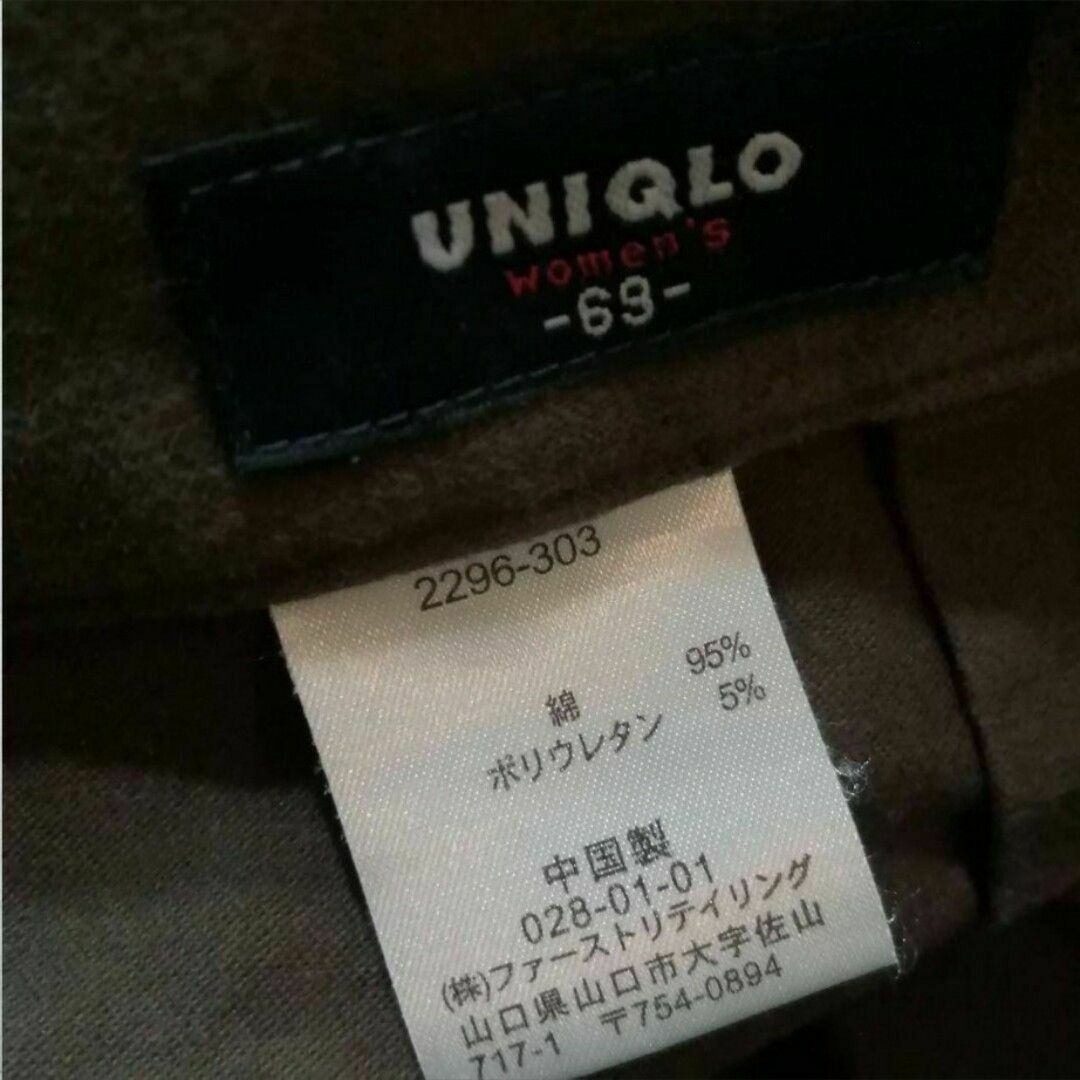 UNIQLO
women's
-69-
2296-303
綿 95%
ポリウレタン 5%
中国製
028-01-01
(株)ファーストリテイリング
山口県山口市大字佐山
717-1 〒754-0894